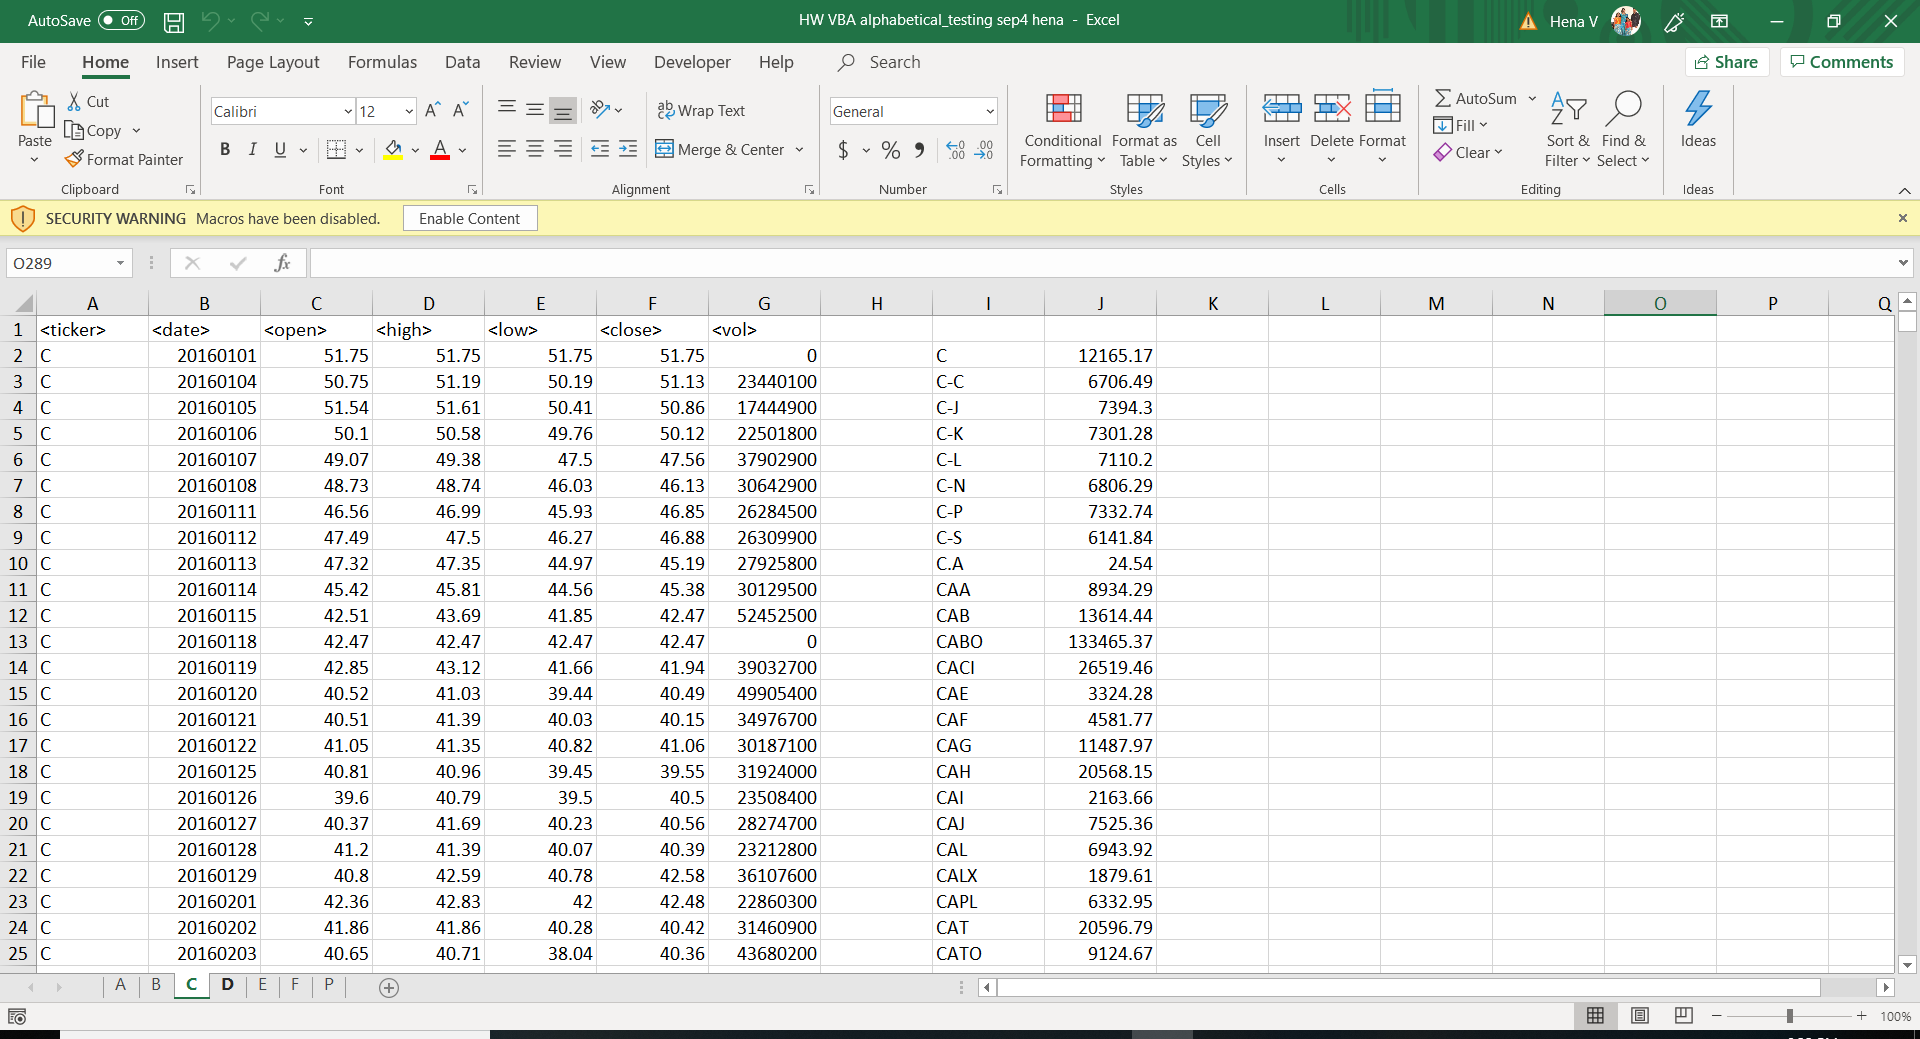 AutoSave Off HW VBA alphabetical_testing sep4 hena - Excel Hena V
File Home Insert Page Layout Formulas Data Review View Developer Help Search Share Comments
Paste
Cut
Copy
Format Painter
Clipboard
Calibri 12
B I U
Font
Wrap Text
Merge & Center
Alignment
General
$ % 9
Number
Conditional Formatting
Format as Table
Cell Styles
Styles
Insert
Delete
Format
Cells
AutoSum
Fill
Clear
Sort & Filter
Find & Select
Editing
Ideas
Ideas
SECURITY WARNING Macros have been disabled. Enable Content
O289 fx
A B C D E F G H I J K L M N O P Q
1 <ticker> <date> <open> <high> <low> <close> <vol>
2 C 20160101 51.75 51.75 51.75 51.75 0 C 12165.17
3 C 20160104 50.75 51.19 50.19 51.13 23440100 C-C 6706.49
4 C 20160105 51.54 51.61 50.41 50.86 17444900 C-J 7394.3
5 C 20160106 50.1 50.58 49.76 50.12 22501800 C-K 7301.28
6 C 20160107 49.07 49.38 47.5 47.56 37902900 C-L 7110.2
7 C 20160108 48.73 48.74 46.03 46.13 30642900 C-N 6806.29
8 C 20160111 46.56 46.99 45.93 46.85 26284500 C-P 7332.74
9 C 20160112 47.49 47.5 46.27 46.88 26309900 C-S 6141.84
10 C 20160113 47.32 47.35 44.97 45.19 27925800 C.A 24.54
11 C 20160114 45.42 45.81 44.56 45.38 30129500 CAA 8934.29
12 C 20160115 42.51 43.69 41.85 42.47 52452500 CAB 13614.44
13 C 20160118 42.47 42.47 42.47 42.47 0 CABO 133465.37
14 C 20160119 42.85 43.12 41.66 41.94 39032700 CACI 26519.46
15 C 20160120 40.52 41.03 39.44 40.49 49905400 CAE 3324.28
16 C 20160121 40.51 41.39 40.03 40.15 34976700 CAF 4581.77
17 C 20160122 41.05 41.35 40.82 41.06 30187100 CAG 11487.97
18 C 20160125 40.81 40.96 39.45 39.55 31924000 CAH 20568.15
19 C 20160126 39.6 40.79 39.5 40.5 23508400 CAI 2163.66
20 C 20160127 40.37 41.69 40.23 40.56 28274700 CAJ 7525.36
21 C 20160128 41.2 41.39 40.07 40.39 23212800 CAL 6943.92
22 C 20160129 40.8 42.59 40.78 42.58 36107600 CALX 1879.61
23 C 20160201 42.36 42.83 42 42.48 22860300 CAPL 6332.95
24 C 20160202 41.86 41.86 40.28 40.42 31460900 CAT 20596.79
25 C 20160203 40.65 40.71 38.04 40.36 43680200 CATO 9124.67
A B C D E F P
100%